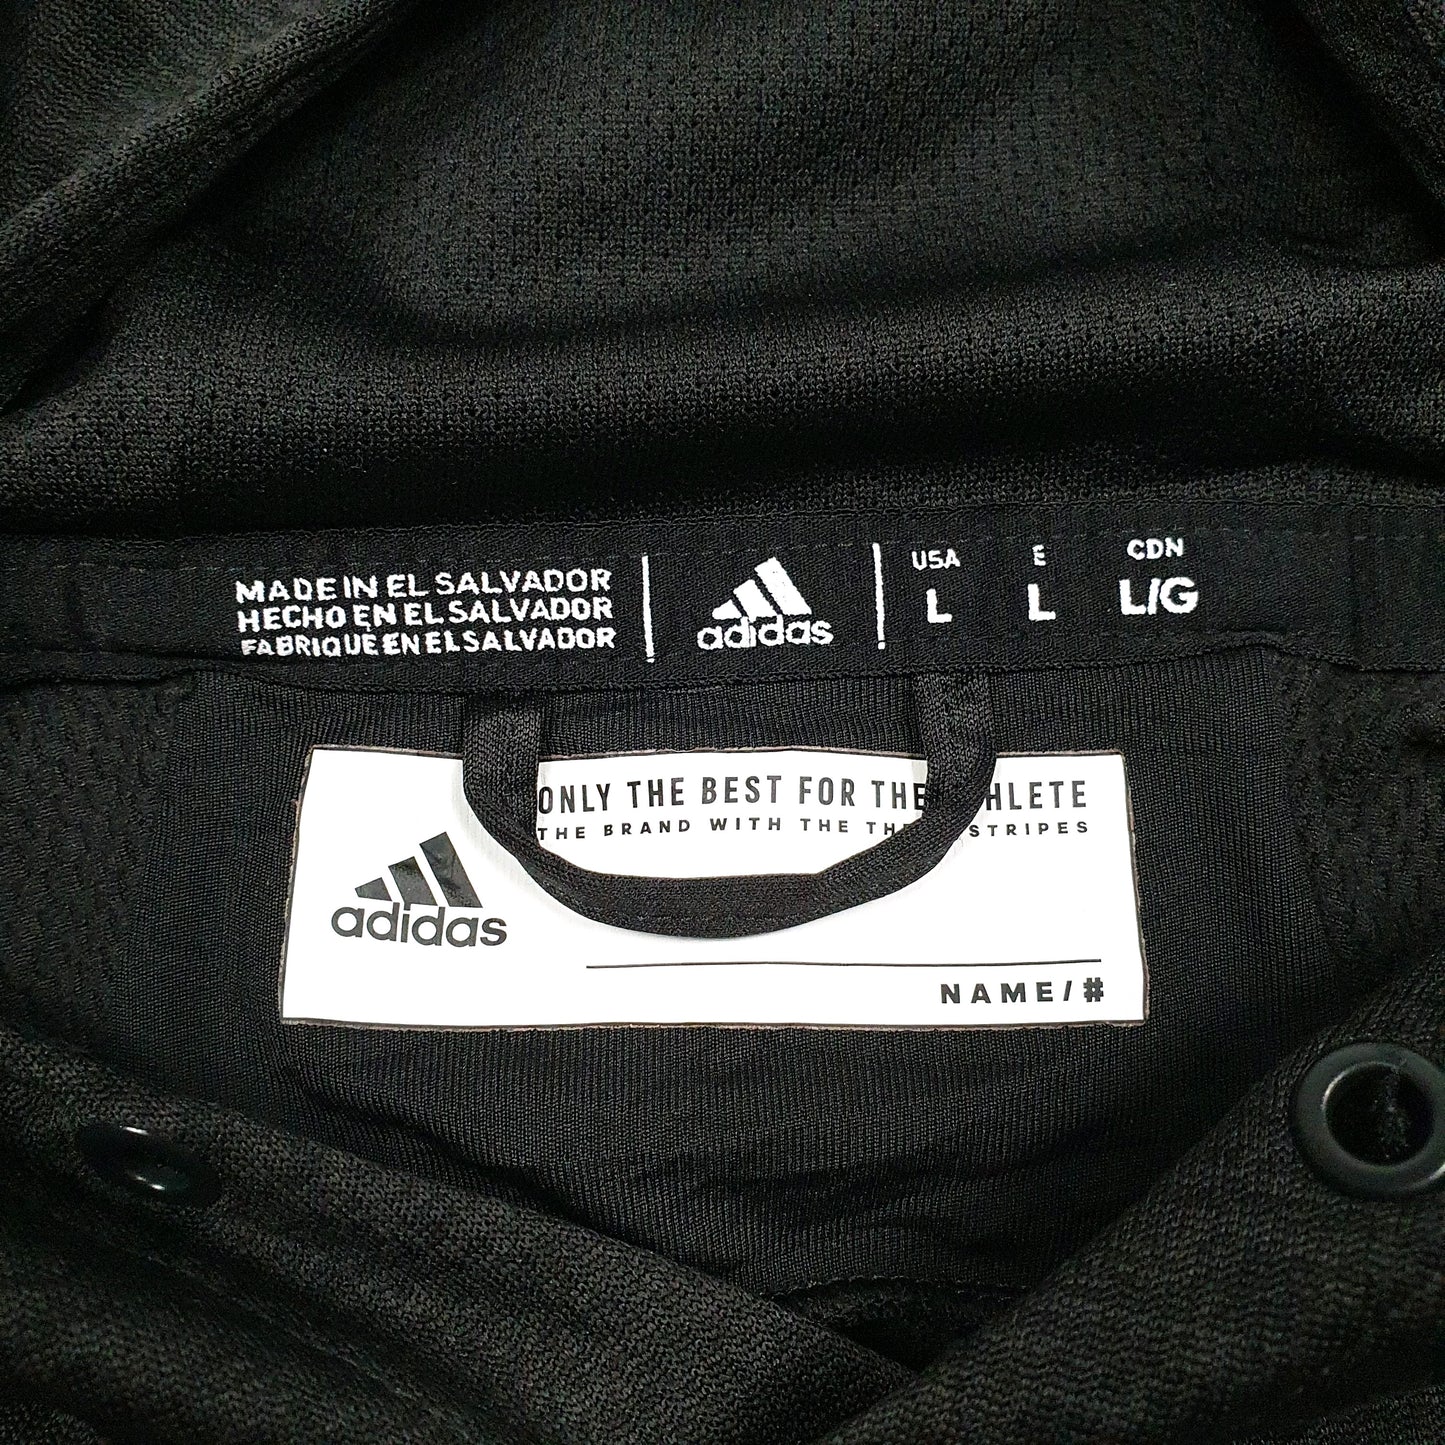 MADE IN EL SALVADOR
HECHO EN EL SALVADOR
FABRIQUÉ EN EL SALVADOR
adidas
USA E CDN
L L L/G
ONLY THE BEST FOR THE
THE BRAND WITH THE STRIPES
adidas
NAME/#